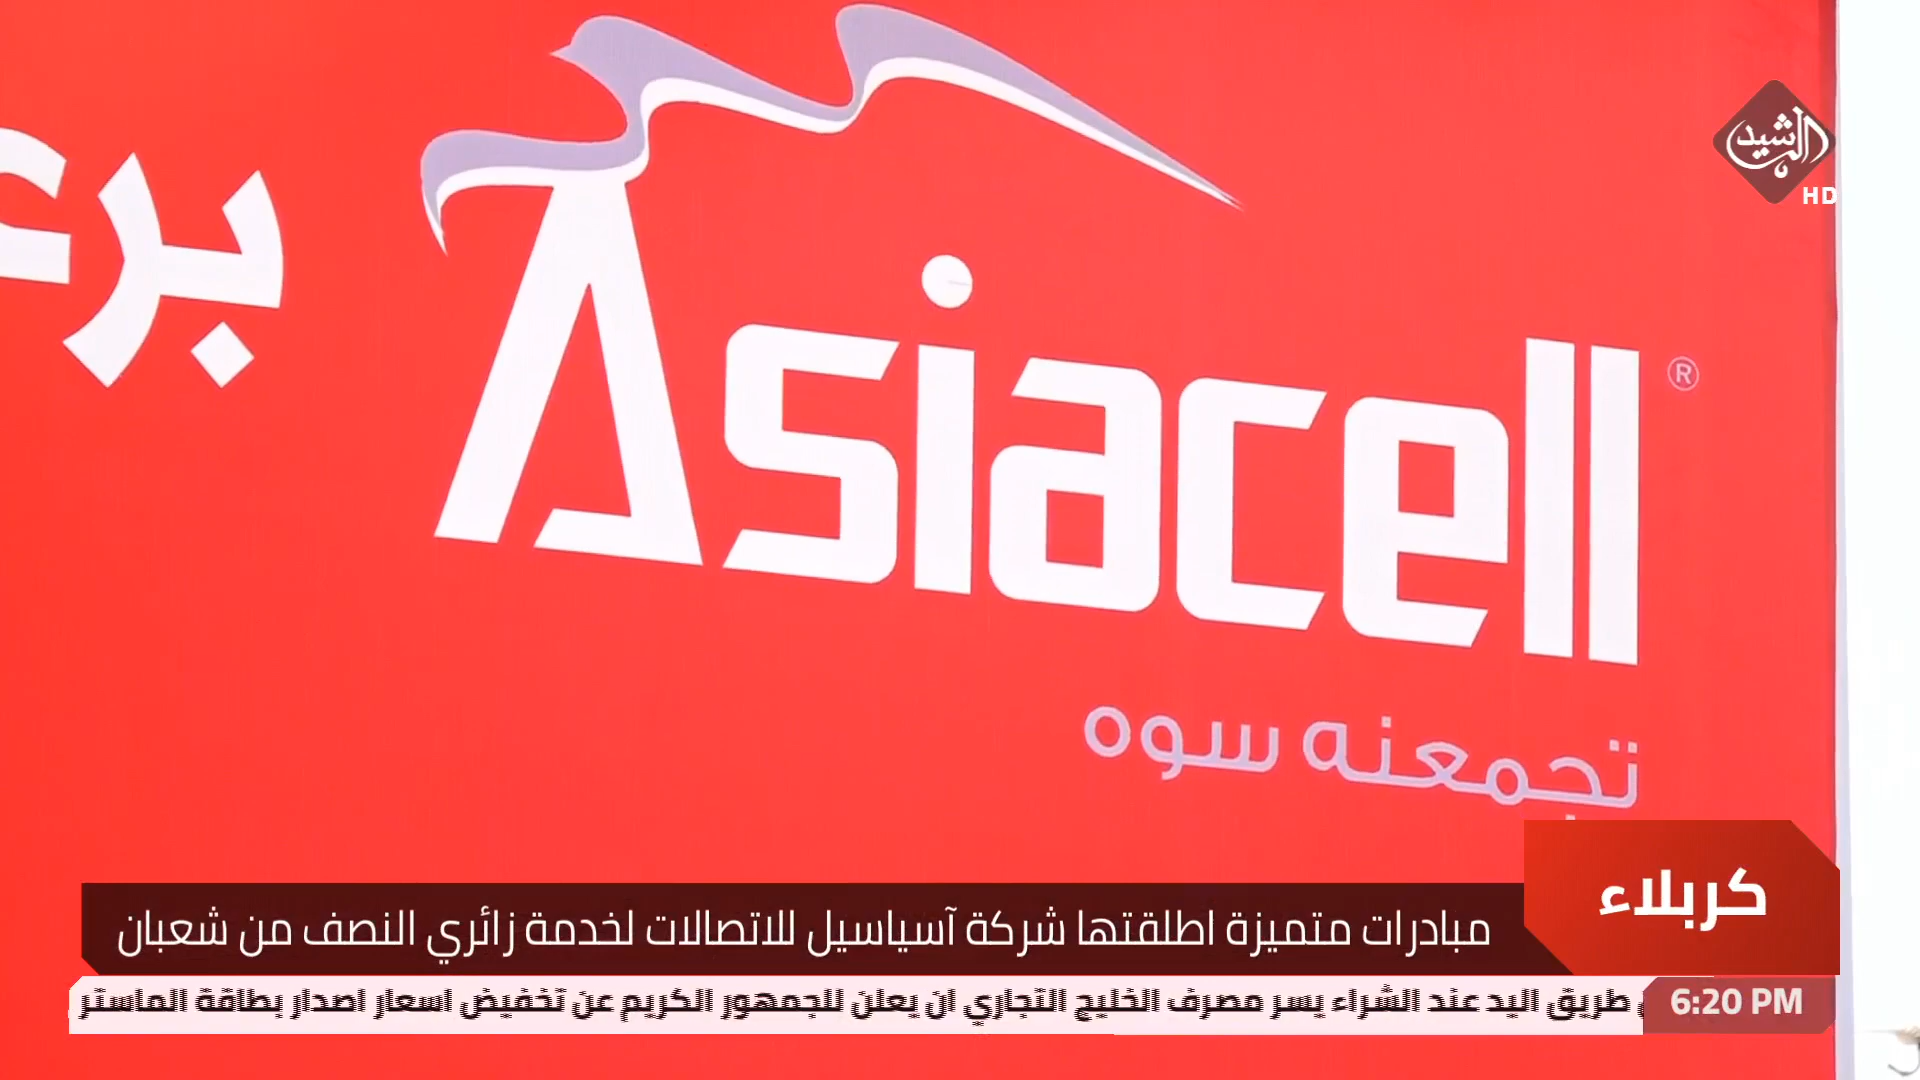 الرشيد
HD
برعـ
Asiacell®
تجمعنه سوه
كربلاء
مبادرات متميزة اطلقتها شركة آسياسيل للاتصالات لخدمة زائري النصف من شعبان
طريق اليد عند الشراء يسر مصرف الخليج التجاري ان يعلن للجمهور الكريم عن تخفيض اسعار اصدار بطاقة الماستر
6:20 PM